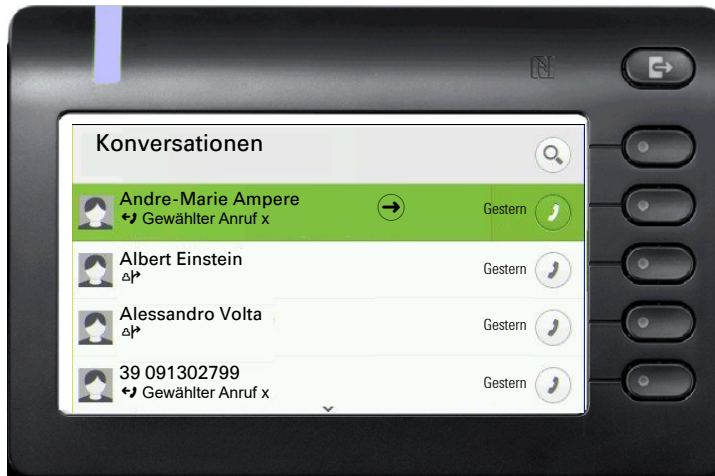 Konversationen
Andre-Marie Ampere
Gewählter Anruf x
Gestern
Albert Einstein
Gestern
Alessandro Volta
Gestern
39 091302799
Gewählter Anruf x
Gestern